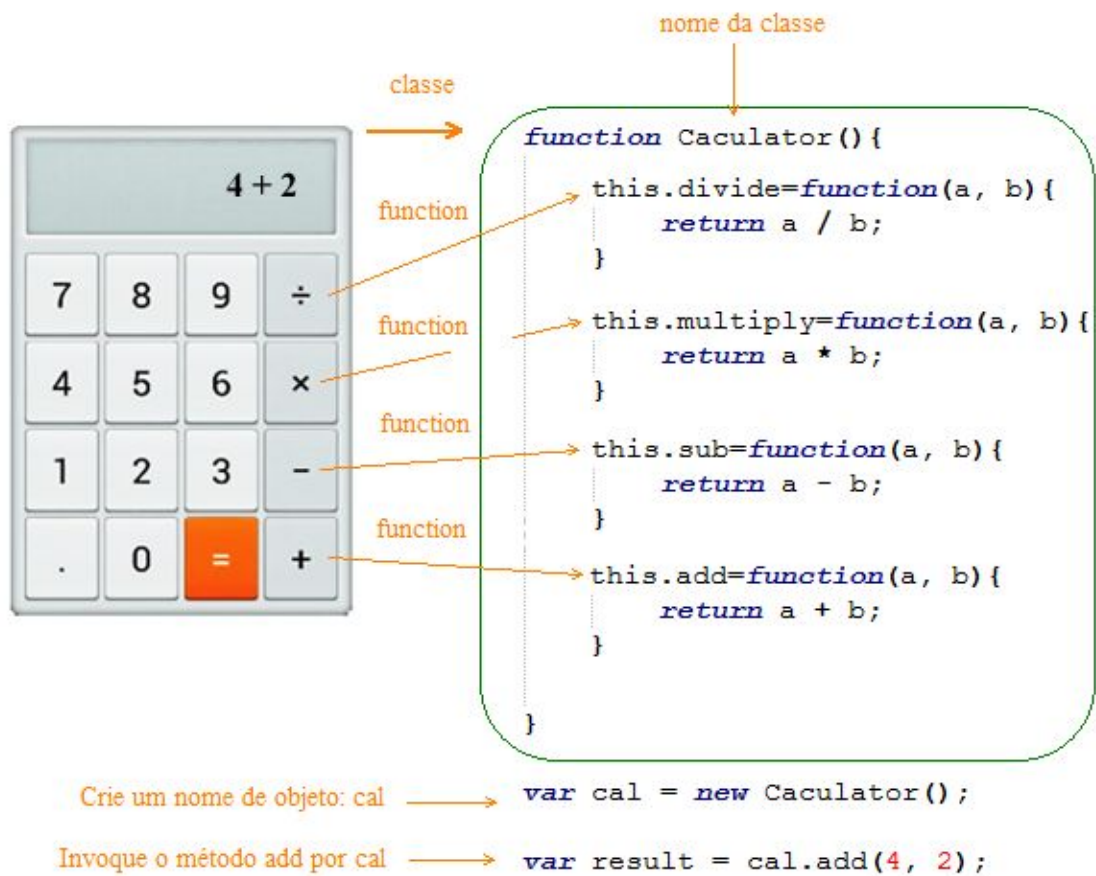 nome da classe
classe
function Caculator(){
this.divide=function(a, b){
return a / b;
}
this.multiply=function(a, b){
return a * b;
}
this.sub=function(a, b){
return a - b;
}
this.add=function(a, b){
return a + b;
}
}
function
function
function
function
4 + 2
7 8 9 ÷
4 5 6 ×
1 2 3 −
. 0 = +
Crie um nome de objeto: cal
var cal = new Caculator();
Invoque o método add por cal
var result = cal.add(4, 2);